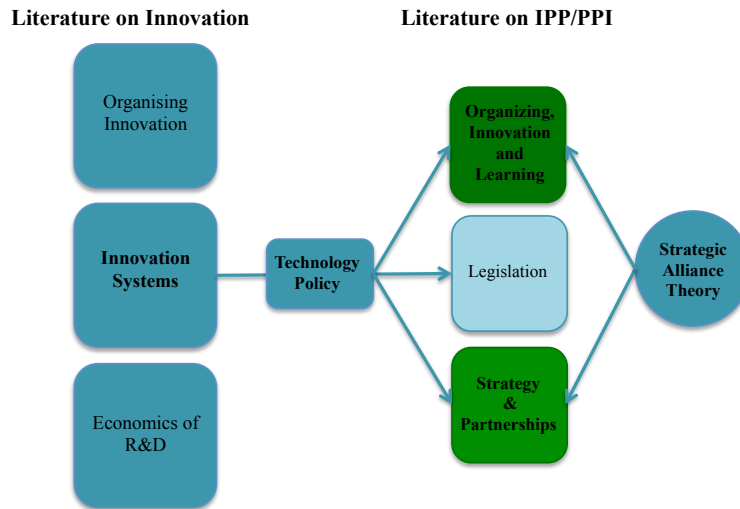 Literature on Innovation
Literature on IPP/PPI
Organising
Innovation
Organizing,
Innovation
and
Learning
Innovation
Systems
Technology
Policy
Legislation
Strategic
Alliance
Theory
Economics of
R&D
Strategy
&
Partnerships